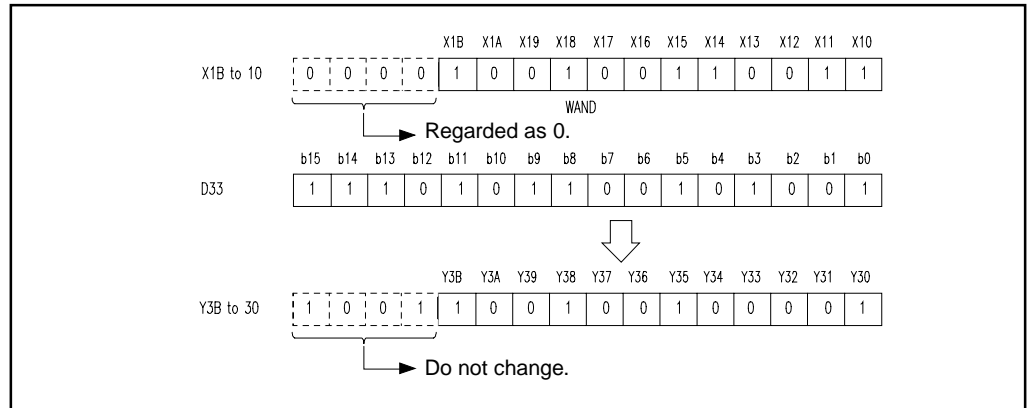 X1B X1A X19 X18 X17 X16 X15 X14 X13 X12 X11 X10
X1B to 10 0 0 0 0 1 0 0 1 0 0 1 1 0 0 1 1
WAND
Regarded as 0.
b15 b14 b13 b12 b11 b10 b9 b8 b7 b6 b5 b4 b3 b2 b1 b0
D33 1 1 1 0 1 0 1 1 0 0 1 0 1 0 0 1
Y3B Y3A Y39 Y38 Y37 Y36 Y35 Y34 Y33 Y32 Y31 Y30
Y3B to 30 1 0 0 1 1 0 0 1 0 0 1 0 0 0 0 1
Do not change.